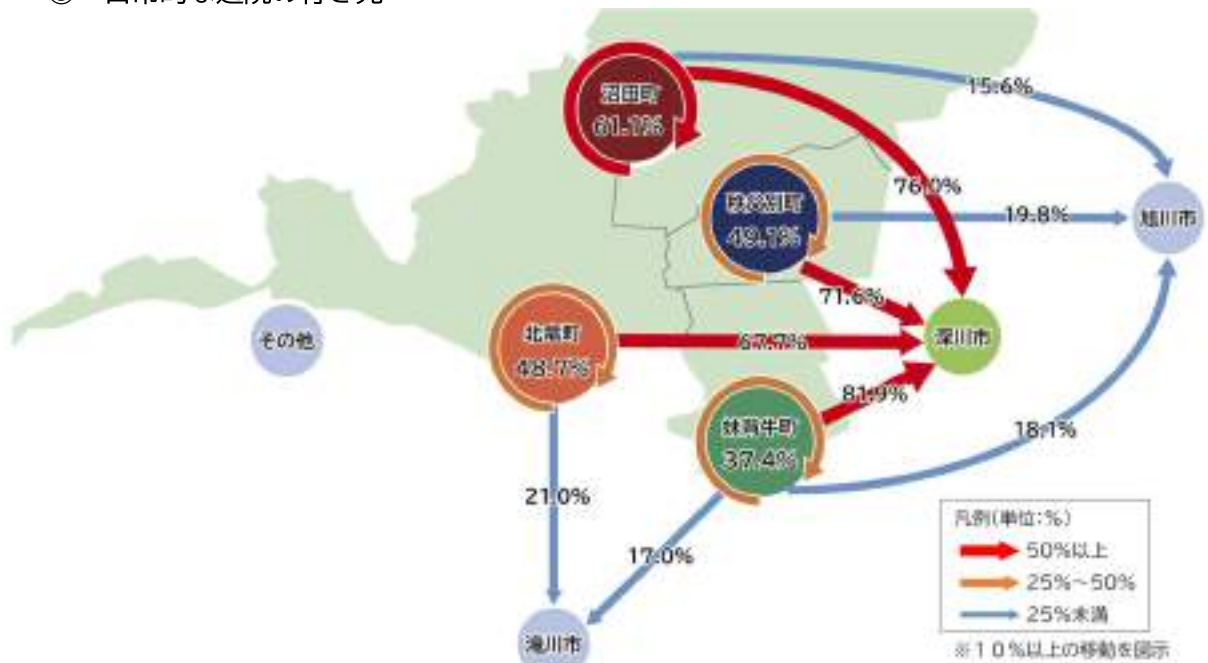 沼田町
61.1%
15.6%
76.0%
秩父別町
49.1%
19.8%
旭川市
71.6%
その他
北竜町
48.7%
67.7%
深川市
81.9%
妹背牛町
37.4%
18.1%
21.0%
17.0%
滝川市
凡例(単位:%)
50%以上
25%～50%
25%未満
※10%以上の移動を図示